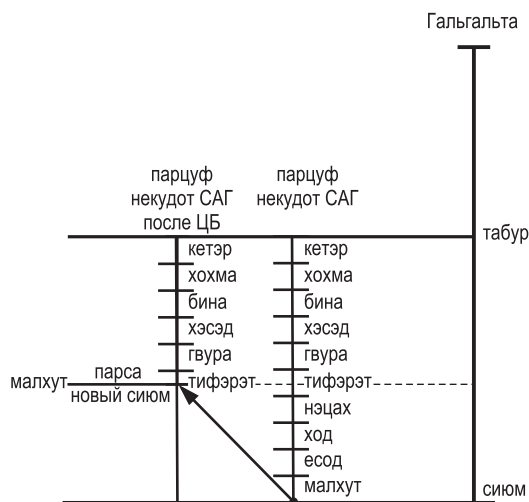 Гальгальта
парцуф
некудот САГ
после ЦБ
парцуф
некудот САГ
табур
кетэр
хохма
бина
хэсэд
гвура
тифэрэт
кетэр
хохма
бина
хэсэд
гвура
тифэрэт
нэцах
ход
есод
малхут
малхут
парса
новый сиюм
сиюм